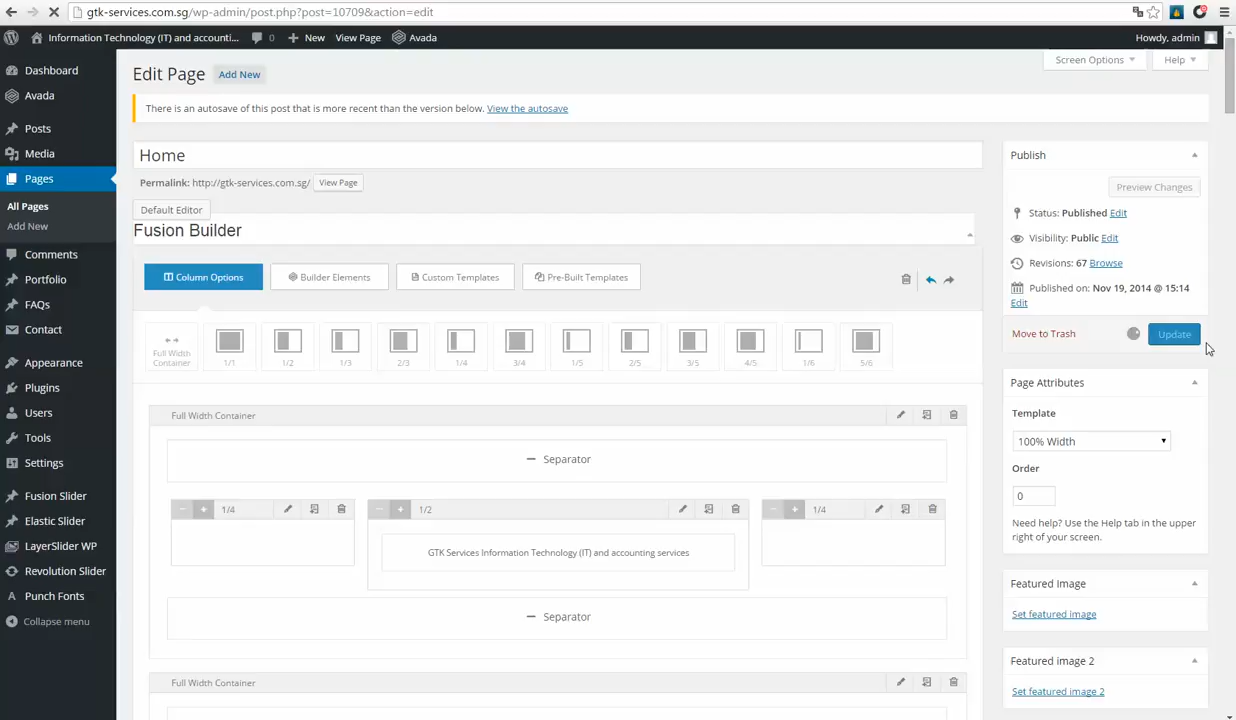 gtk-services.com.sg/wp-admin/post.php?post=10709&action=edit
Information Technology (IT) and accounti... 0 New View Page Avada Howdy, admin
Dashboard
Avada
Posts
Media
Pages
All Pages
Add New
Comments
Portfolio
FAQs
Contact
Appearance
Plugins
Users
Tools
Settings
Fusion Slider
Elastic Slider
LayerSlider WP
Revolution Slider
Punch Fonts
Collapse menu
Screen Options Help
Edit Page Add New
There is an autosave of this post that is more recent than the version below. View the autosave
Home
Permalink: http://gtk-services.com.sg/ View Page
Default Editor
Fusion Builder
Column Options Builder Elements Custom Templates Pre-Built Templates
Full Width
Container
1/1 1/2 1/3 2/3 1/4 3/4 1/5 2/5 3/5 4/5 1/6 5/6
Full Width Container
Separator
1/4 1/2 1/4
GTK Services Information Technology (IT) and accounting services
Separator
Full Width Container
Publish
Preview Changes
Status: Published Edit
Visibility: Public Edit
Revisions: 67 Browse
Published on: Nov 19, 2014 @ 15:14
Edit
Move to Trash Update
Page Attributes
Template
100% Width
Order
0
Need help? Use the Help tab in the upper
right of your screen.
Featured Image
Set featured image
Featured image 2
Set featured image 2